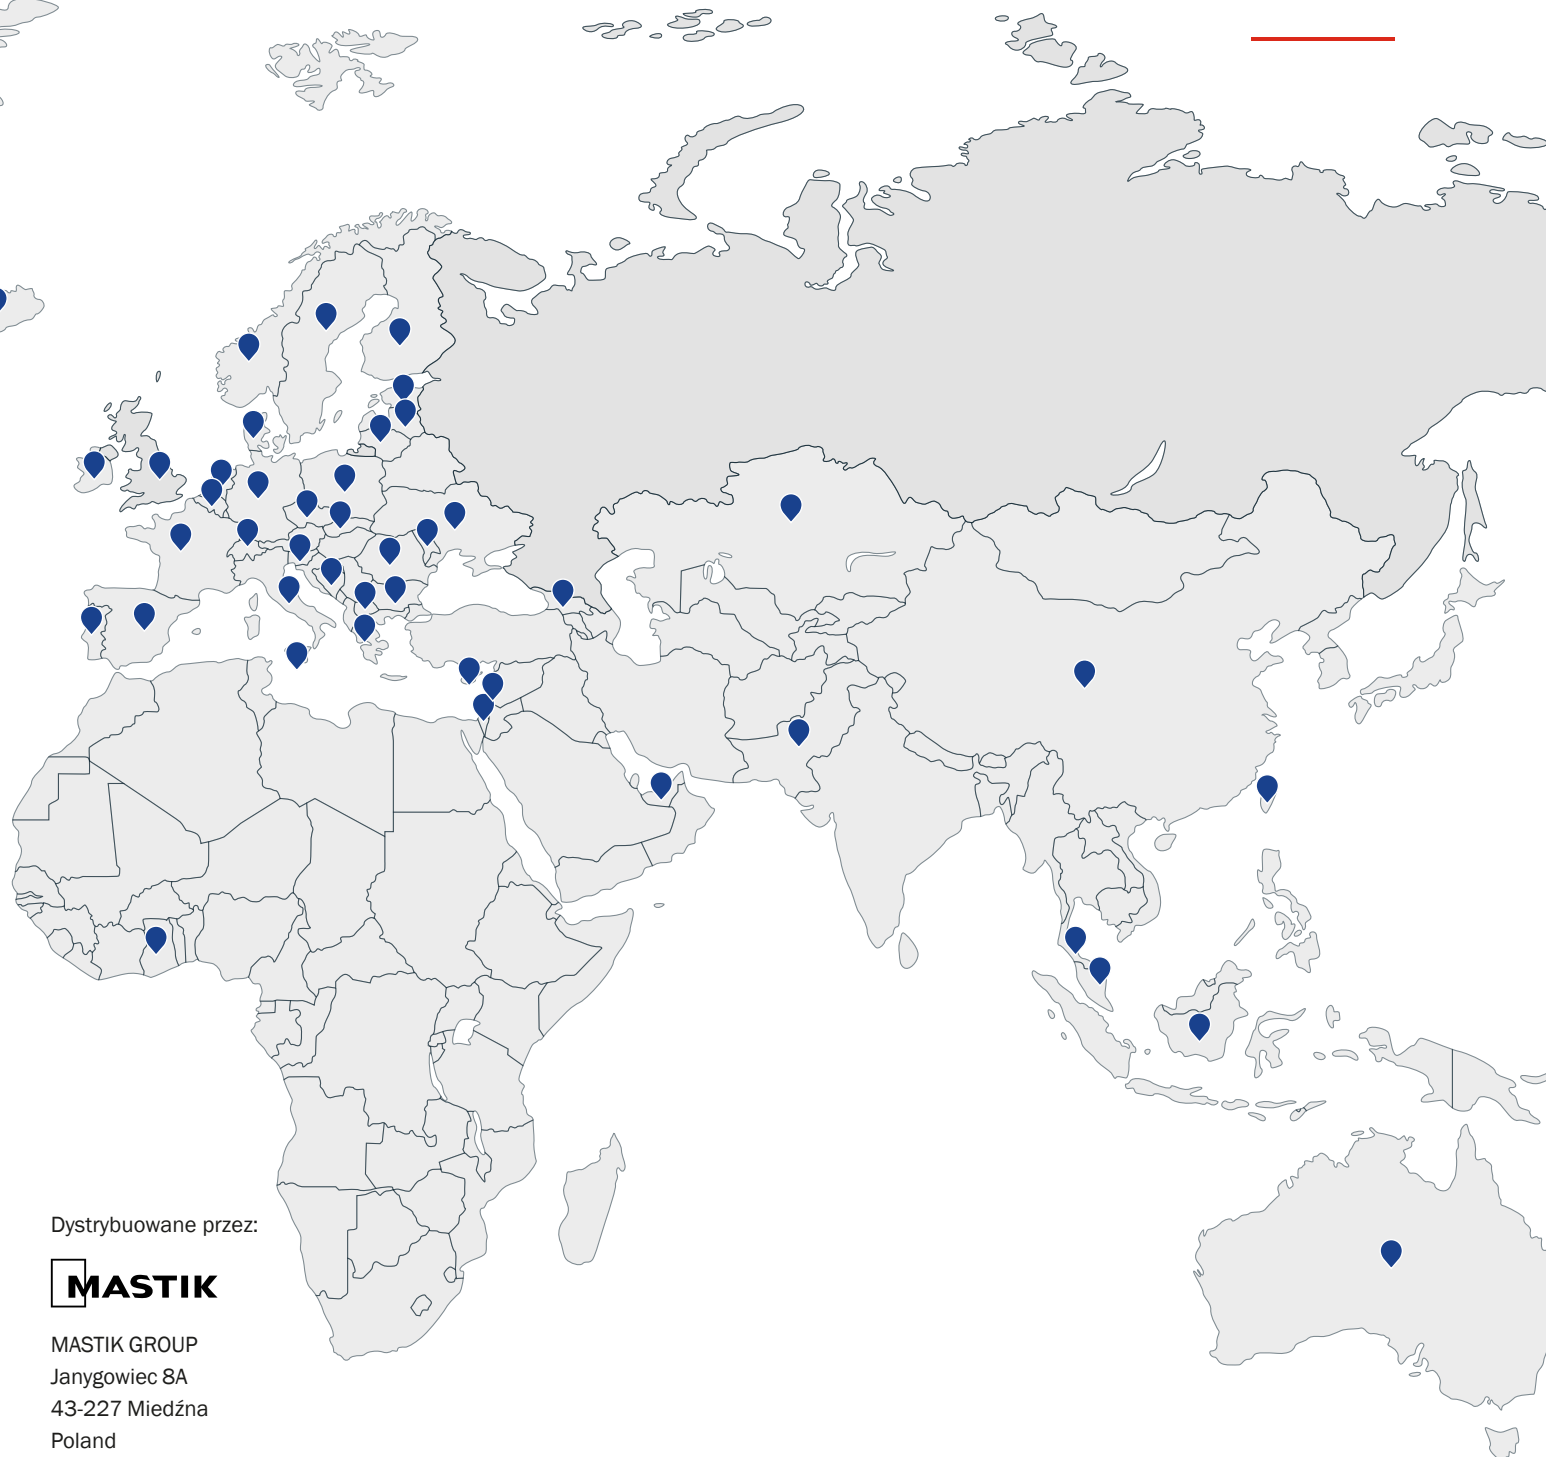 Dystrybuowane przez:
MASTIK
MASTIK GROUP
Janygowiec 8A
43-227 Miedźna
Poland